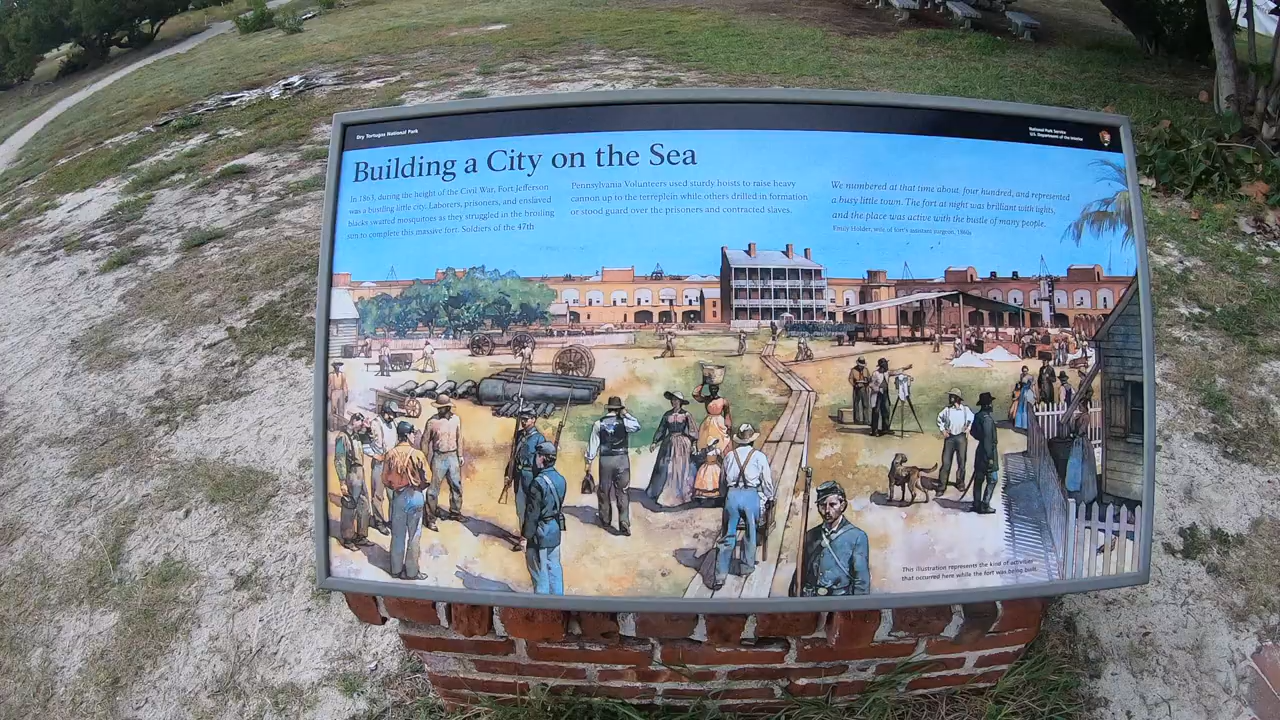 Dry Tortugas National Park
National Park Service
U.S. Department of the Interior
Building a City on the Sea
In 1863, during the height of the Civil War, Fort Jefferson
was a bustling little city. Laborers, prisoners, and enslaved
blacks swatted mosquitoes as they struggled in the broiling
sun to complete this massive fort. Soldiers of the 47th
Pennsylvania Volunteers used sturdy hoists to raise heavy
cannon up to the terreplein while others drilled in formation
or stood guard over the prisoners and contracted slaves.
We numbered at that time about four hundred, and represented
a busy little town. The fort at night was brilliant with lights,
and the place was active with the bustle of many people.
Emily Holder, wife of fort's assistant surgeon, 1860s
This illustration represents the kind of activities
that occurred here while the fort was being built.